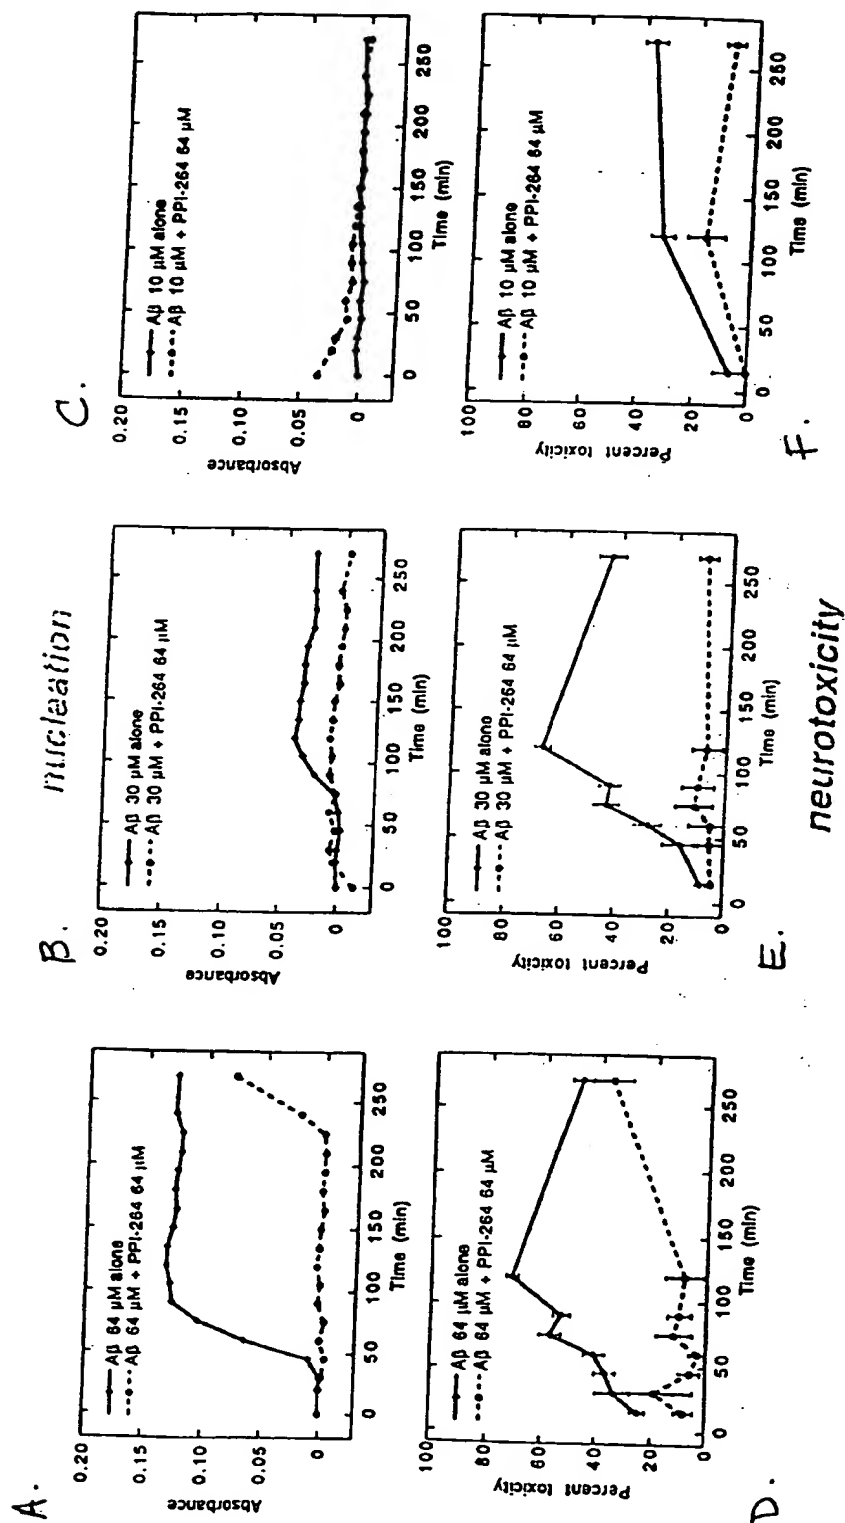 nucleation
A.
0.20
0.15
0.10
0.05
0
Absorbance
Aβ 64 μM alone
Aβ 64 μM + PPI-264 64 μM
0 50 100 150 200 250
Time (min)
B.
0.20
0.15
0.10
0.05
0
Absorbance
Aβ 30 μM alone
Aβ 30 μM + PPI-264 64 μM
0 50 100 150 200 250
Time (min)
C.
0.20
0.15
0.10
0.05
0
Absorbance
Aβ 10 μM alone
Aβ 10 μM + PPI-264 64 μM
0 50 100 150 200 250
Time (min)
D.
100
80
60
40
20
0
Percent toxicity
Aβ 64 μM alone
Aβ 64 μM + PPI-264 64 μM
0 50 100 150 200 250
Time (min)
E.
100
80
60
40
20
0
Percent toxicity
Aβ 30 μM alone
Aβ 30 μM + PPI-264 64 μM
0 50 100 150 200 250
Time (min)
F.
100
80
60
40
20
0
Percent toxicity
Aβ 10 μM alone
Aβ 10 μM + PPI-264 64 μM
0 50 100 150 200 250
Time (min)
neurotoxicity